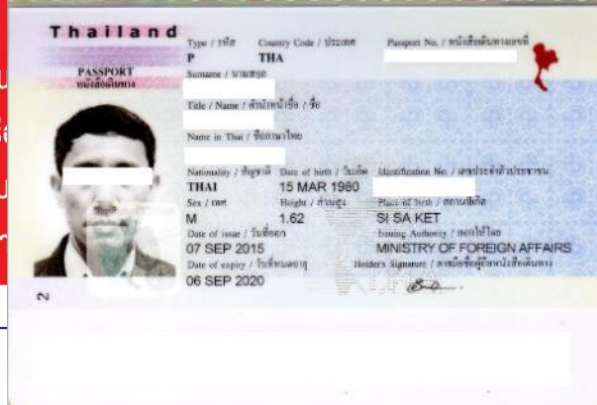 Thailand
PASSPORT
หนังสือเดินทาง
Type / ชนิด Country Code / ประเทศ Passport No. / หนังสือเดินทางเลขที่
P THA
Surname / นามสกุล
Title / Name / คำนำหน้าชื่อ / ชื่อ
Name in Thai / ชื่อภาษาไทย
Nationality / สัญชาติ Date of birth / วันเกิด Identification No. / เลขประจำตัวประชาชน
THAI 15 MAR 1980
Sex / เพศ Height / ส่วนสูง Place of birth / สถานที่เกิด
M 1.62 SI SA KET
Date of issue / วันที่ออก Issuing Authority / ออกให้โดย
07 SEP 2015 MINISTRY OF FOREIGN AFFAIRS
Date of expiry / วันที่หมดอายุ Holder's Signature / ลายมือชื่อผู้ถือหนังสือเดินทาง
06 SEP 2020
2